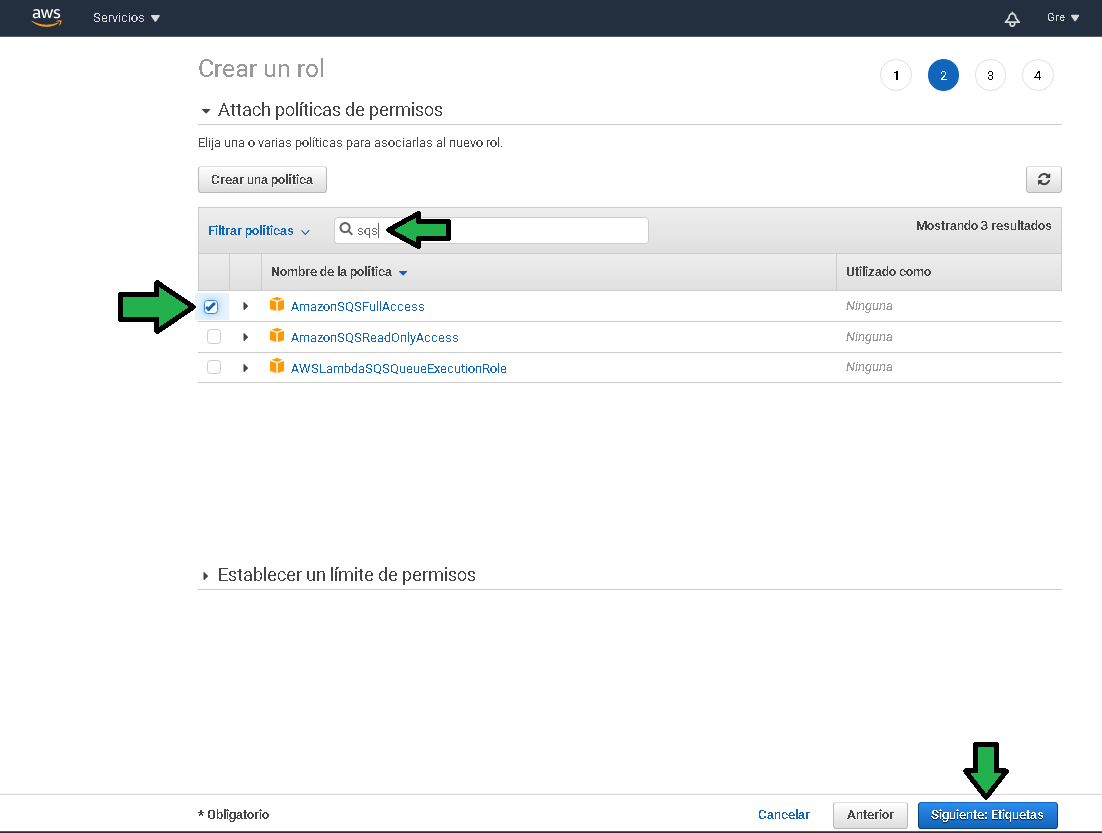 aws Servicios Gre
Crear un rol 1 2 3 4
Attach políticas de permisos
Elija una o varias políticas para asociarlas al nuevo rol.
Crear una política
Filtrar políticas sqs Mostrando 3 resultados
Nombre de la política Utilizado como
AmazonSQSFullAccess Ninguna
AmazonSQSReadOnlyAccess Ninguna
AWSLambdaSQSQueueExecutionRole Ninguna
Establecer un límite de permisos
* Obligatorio Cancelar Anterior Siguiente: Etiquetas